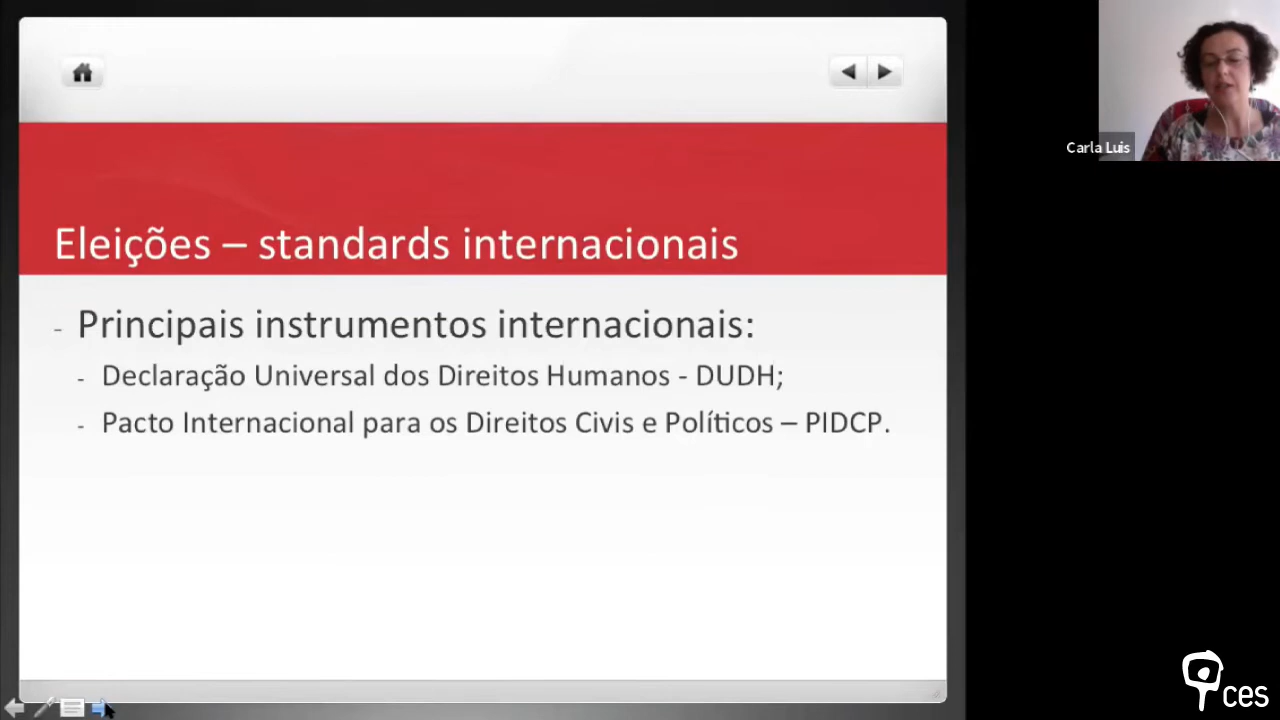 Eleições – standards internacionais
- Principais instrumentos internacionais:
- Declaração Universal dos Direitos Humanos - DUDH;
- Pacto Internacional para os Direitos Civis e Políticos – PIDCP.
Carla Luis
ces